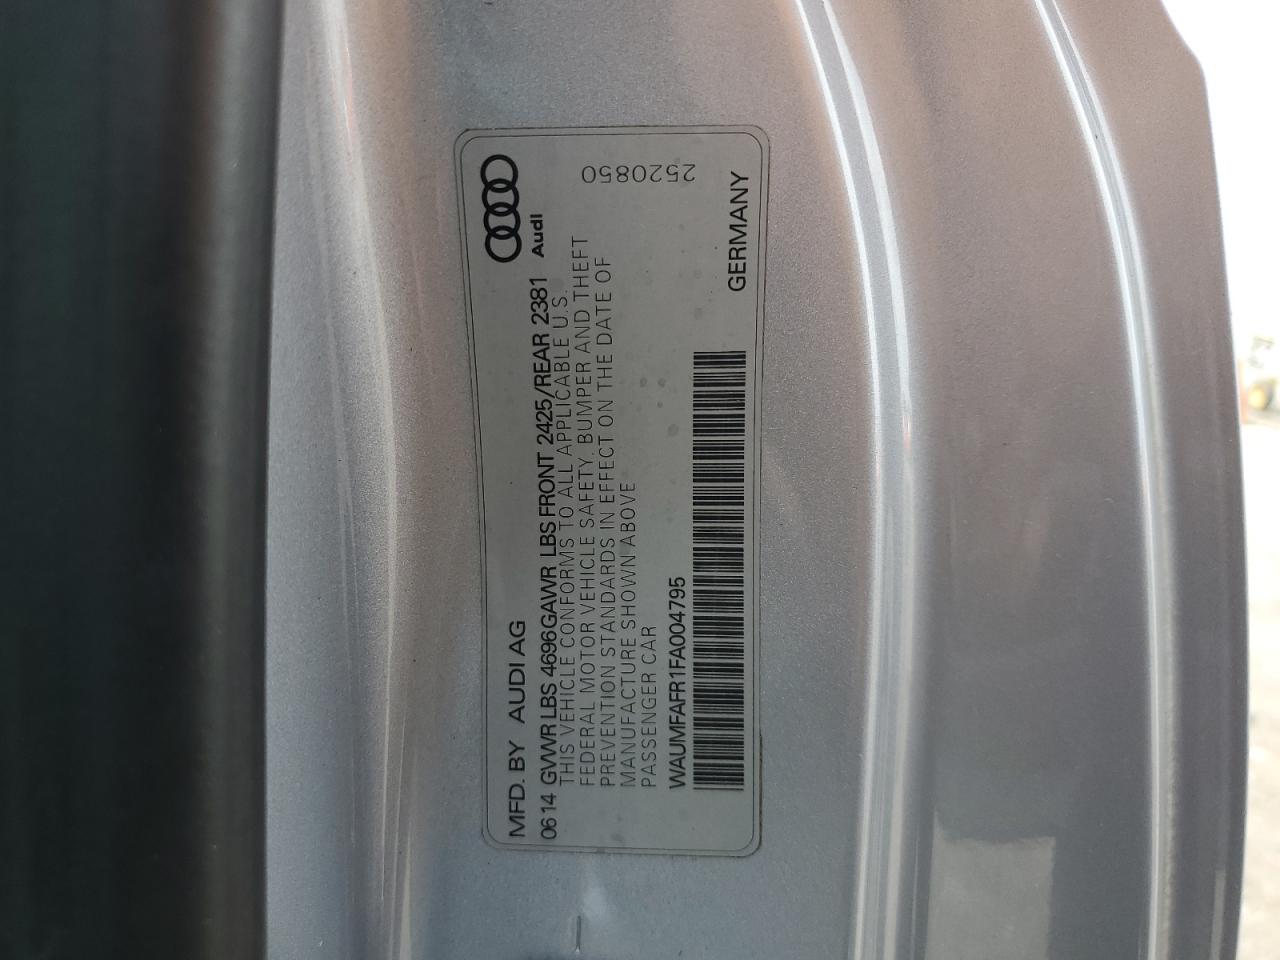 MFD. BY AUDI AG
Audi
0614 GVWR LBS 4696 GAWR LBS FRONT 2425/REAR 2381
THIS VEHICLE CONFORMS TO ALL APPLICABLE U.S.
FEDERAL MOTOR VEHICLE SAFETY. BUMPER AND THEFT
PREVENTION STANDARDS IN EFFECT ON THE DATE OF
MANUFACTURE SHOWN ABOVE
PASSENGER CAR
2520850
WAUMFAFR1FA004795
GERMANY